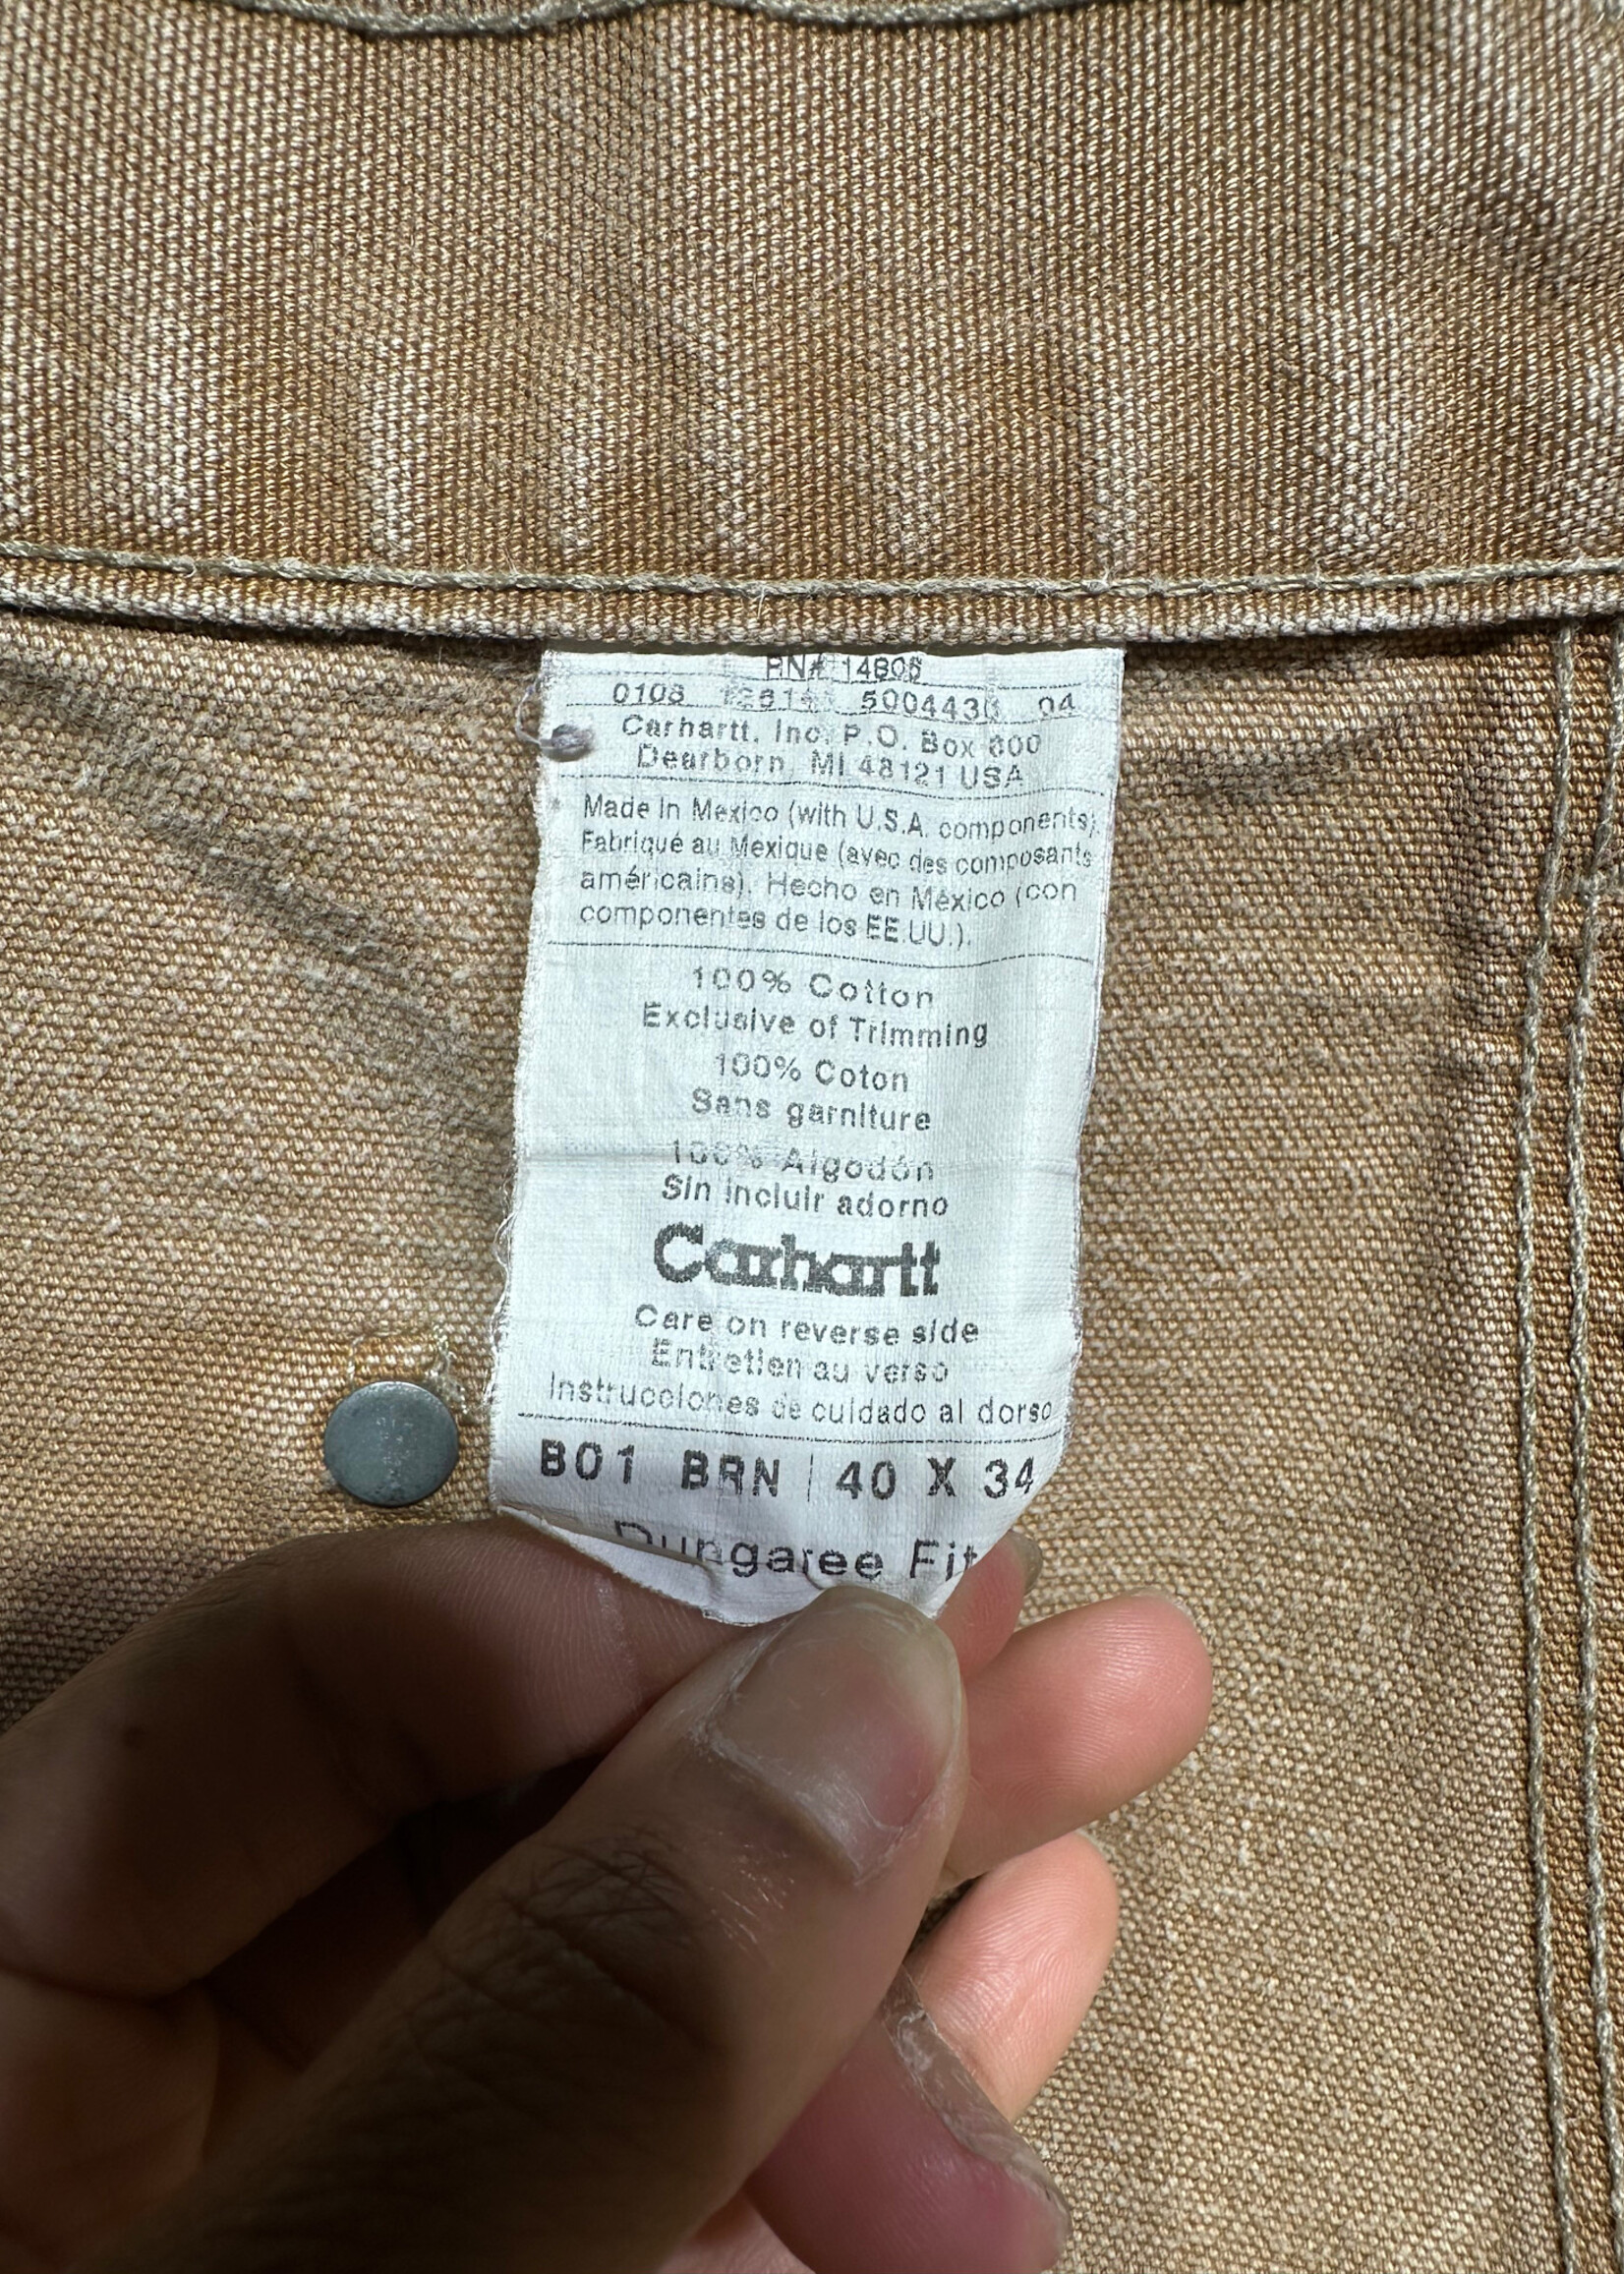 RN# 14806
0108 5004430 04
Carhartt, Inc. P.O. Box 600
Dearborn, MI 48121 USA
Made in Mexico (with U.S.A. components).
Fabriqué au Mexique (avec des composants
américains). Hecho en México (con
componentes de los EE.UU.).
100% Cotton
Exclusive of Trimming
100% Coton
Sans garniture
100% Algodón
Sin incluir adorno
Carhartt
Care on reverse side
Entretien au verso
Instrucciones de cuidado al dorso
B01 BRN | 40 X 34
Dungaree Fit